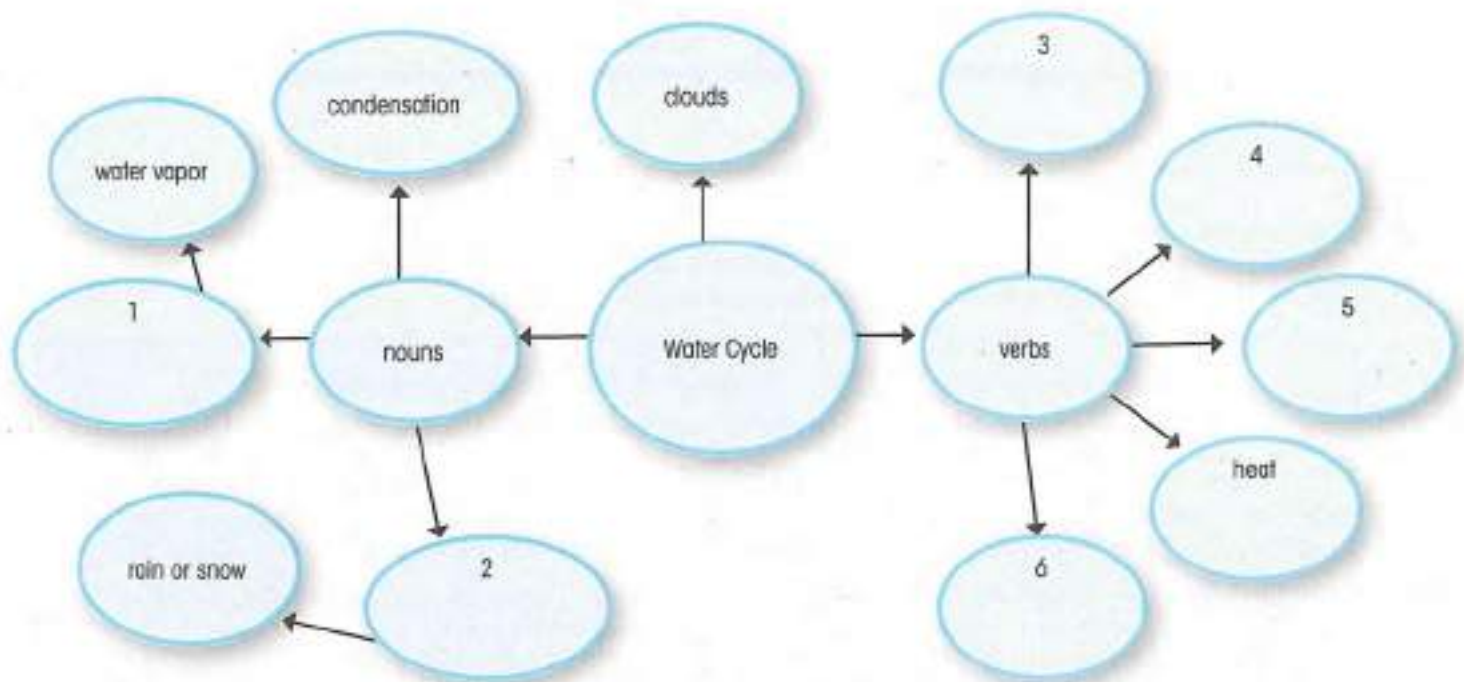 3
condensation
clouds
4
water vapor
1
5
nouns
Water Cycle
verbs
heat
rain or snow
2
6